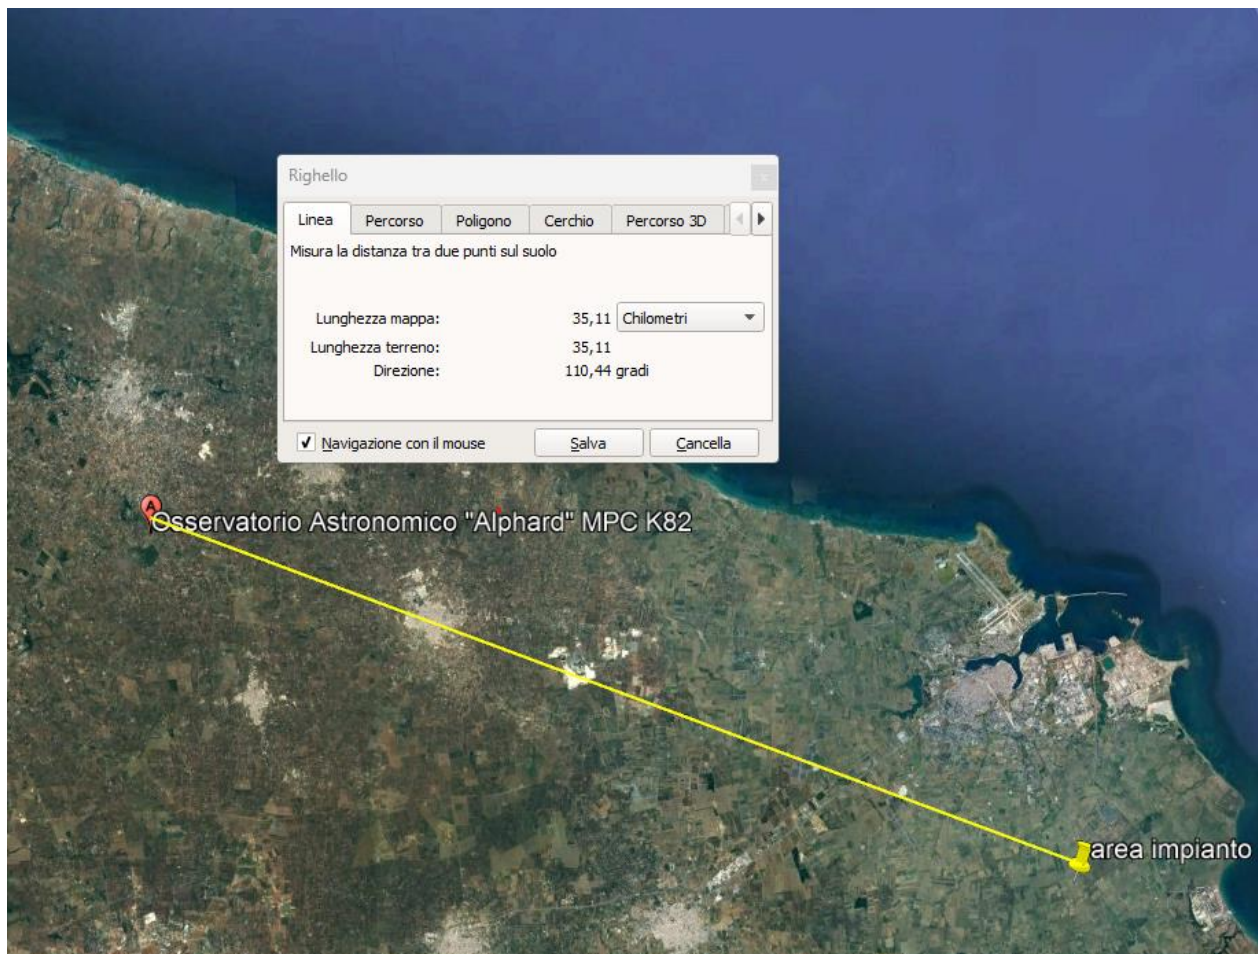 Righello
Linea Percorso Poligono Cerchio Percorso 3D
Misura la distanza tra due punti sul suolo
Lunghezza mappa: 35,11 Chilometri
Lunghezza terreno: 35,11
Direzione: 110,44 gradi
Navigazione con il mouse Salva Cancella
A
Osservatorio Astronomico "Alphard" MPC K82
area impianto